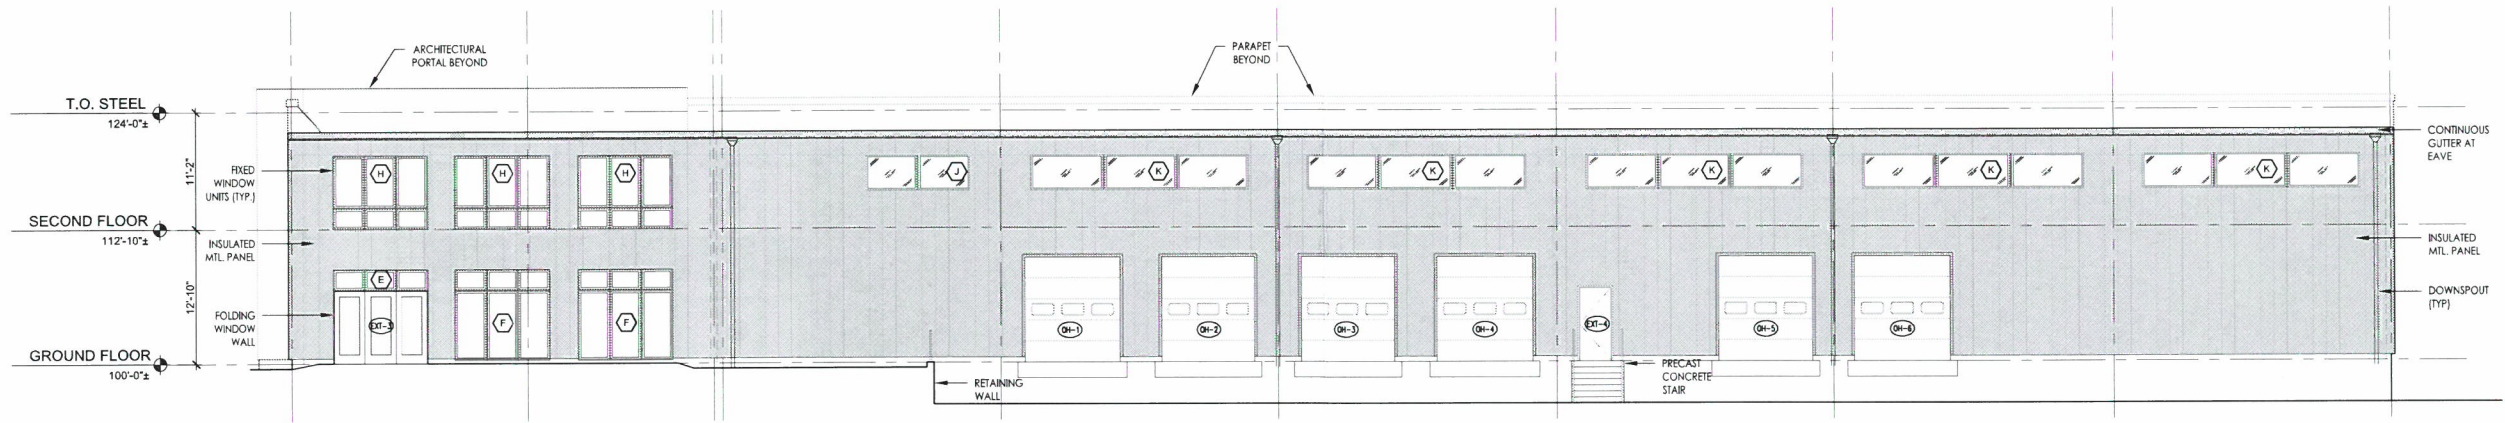 ARCHITECTURAL
PORTAL BEYOND
PARAPET
BEYOND
T.O. STEEL
124'-0"±
CONTINUOUS
GUTTER AT
EAVE
11'-2"
FIXED
WINDOW
UNITS (TYP.)
H
H
H
J
K
K
K
K
K
SECOND FLOOR
112'-10"±
INSULATED
MTL. PANEL
INSULATED
MTL. PANEL
12'-10"
E
FOLDING
WINDOW
WALL
EXT-3
F
F
OH-1
OH-2
OH-3
OH-4
EXT-4
OH-5
OH-6
DOWNSPOUT
(TYP)
GROUND FLOOR
100'-0"±
RETAINING
WALL
PRECAST
CONCRETE
STAIR